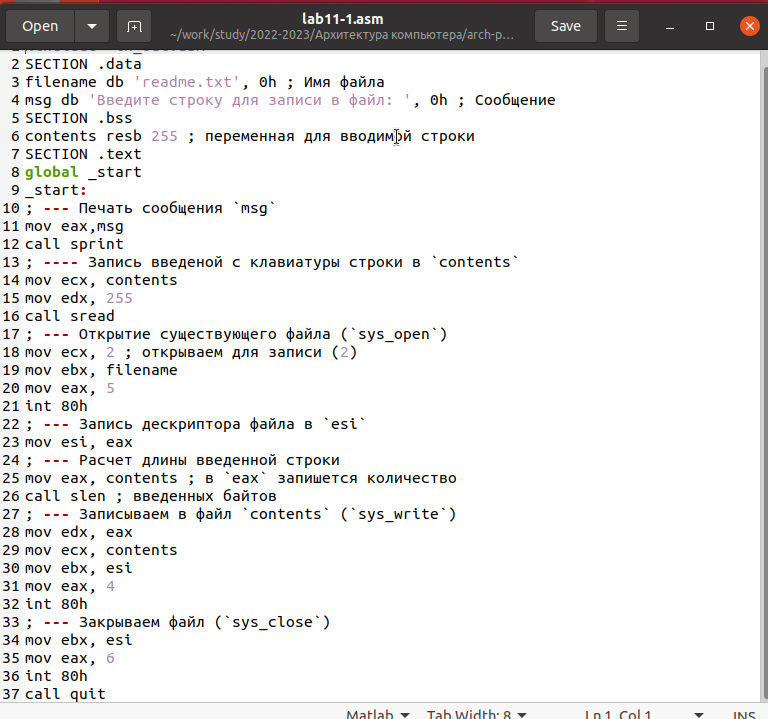 Open
lab11-1.asm
~/work/study/2022-2023/Архитектура компьютера/arch-p...
Save
2 SECTION .data
3 filename db 'readme.txt', 0h ; Имя файла
4 msg db 'Введите строку для записи в файл: ', 0h ; Сообщение
5 SECTION .bss
6 contents resb 255 ; переменная для вводимой строки
7 SECTION .text
8 global _start
9 _start:
10 ; --- Печать сообщения `msg`
11 mov eax,msg
12 call sprint
13 ; ---- Запись введеной с клавиатуры строки в `contents`
14 mov ecx, contents
15 mov edx, 255
16 call sread
17 ; --- Открытие существующего файла (`sys_open`)
18 mov ecx, 2 ; открываем для записи (2)
19 mov ebx, filename
20 mov eax, 5
21 int 80h
22 ; --- Запись дескриптора файла в `esi`
23 mov esi, eax
24 ; --- Расчет длины введенной строки
25 mov eax, contents ; в `eax` запишется количество
26 call slen ; введенных байтов
27 ; --- Записываем в файл `contents` (`sys_write`)
28 mov edx, eax
29 mov ecx, contents
30 mov ebx, esi
31 mov eax, 4
32 int 80h
33 ; --- Закрываем файл (`sys_close`)
34 mov ebx, esi
35 mov eax, 6
36 int 80h
37 call quit
Matlab
Tab Width: 8
Ln 1, Col 1
INS